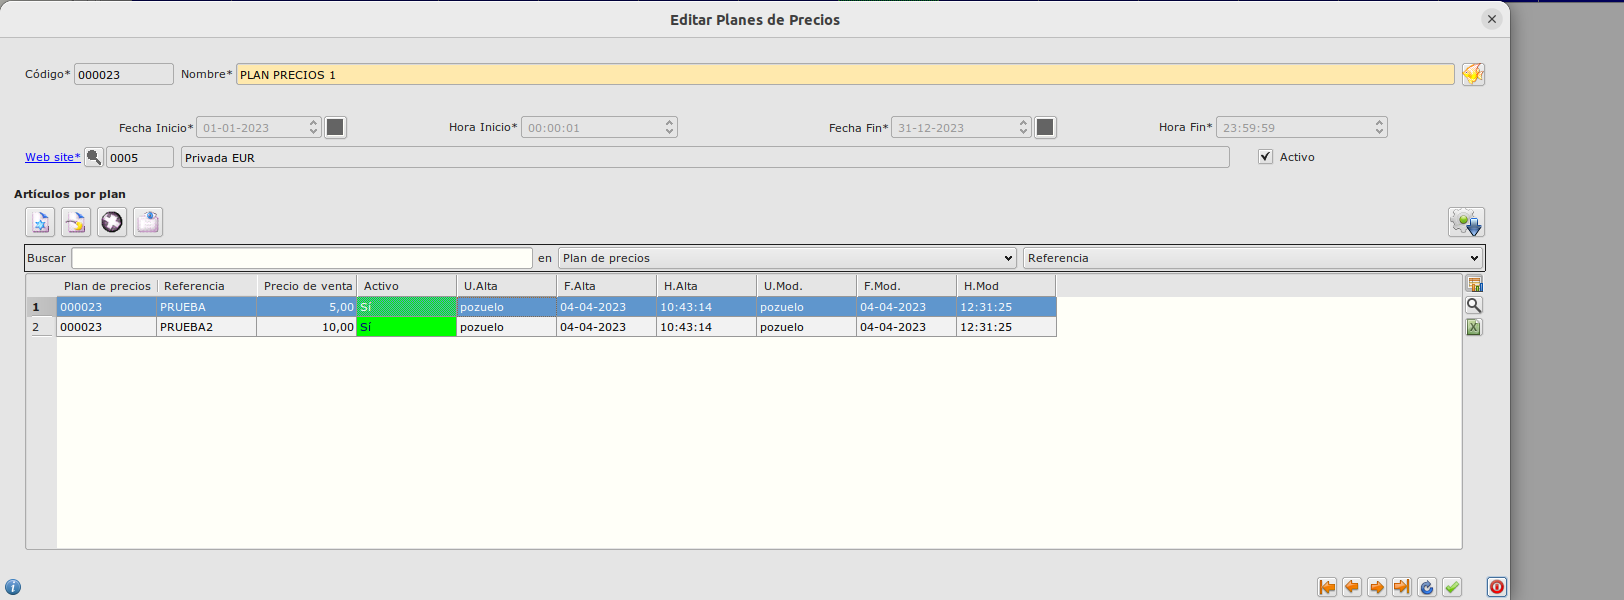 Editar Planes de Precios
Código* 000023 Nombre* PLAN PRECIOS 1
Fecha Inicio* 01-01-2023 Hora Inicio* 00:00:01 Fecha Fin* 31-12-2023 Hora Fin* 23:59:59
Web site* 0005 Privada EUR Activo
Artículos por plan
Buscar en Plan de precios Referencia
Plan de precios Referencia Precio de venta Activo U.Alta F.Alta H.Alta U.Mod. F.Mod. H.Mod
1 000023 PRUEBA 5,00 Sí pozuelo 04-04-2023 10:43:14 pozuelo 04-04-2023 12:31:25
2 000023 PRUEBA2 10,00 Sí pozuelo 04-04-2023 10:43:14 pozuelo 04-04-2023 12:31:25